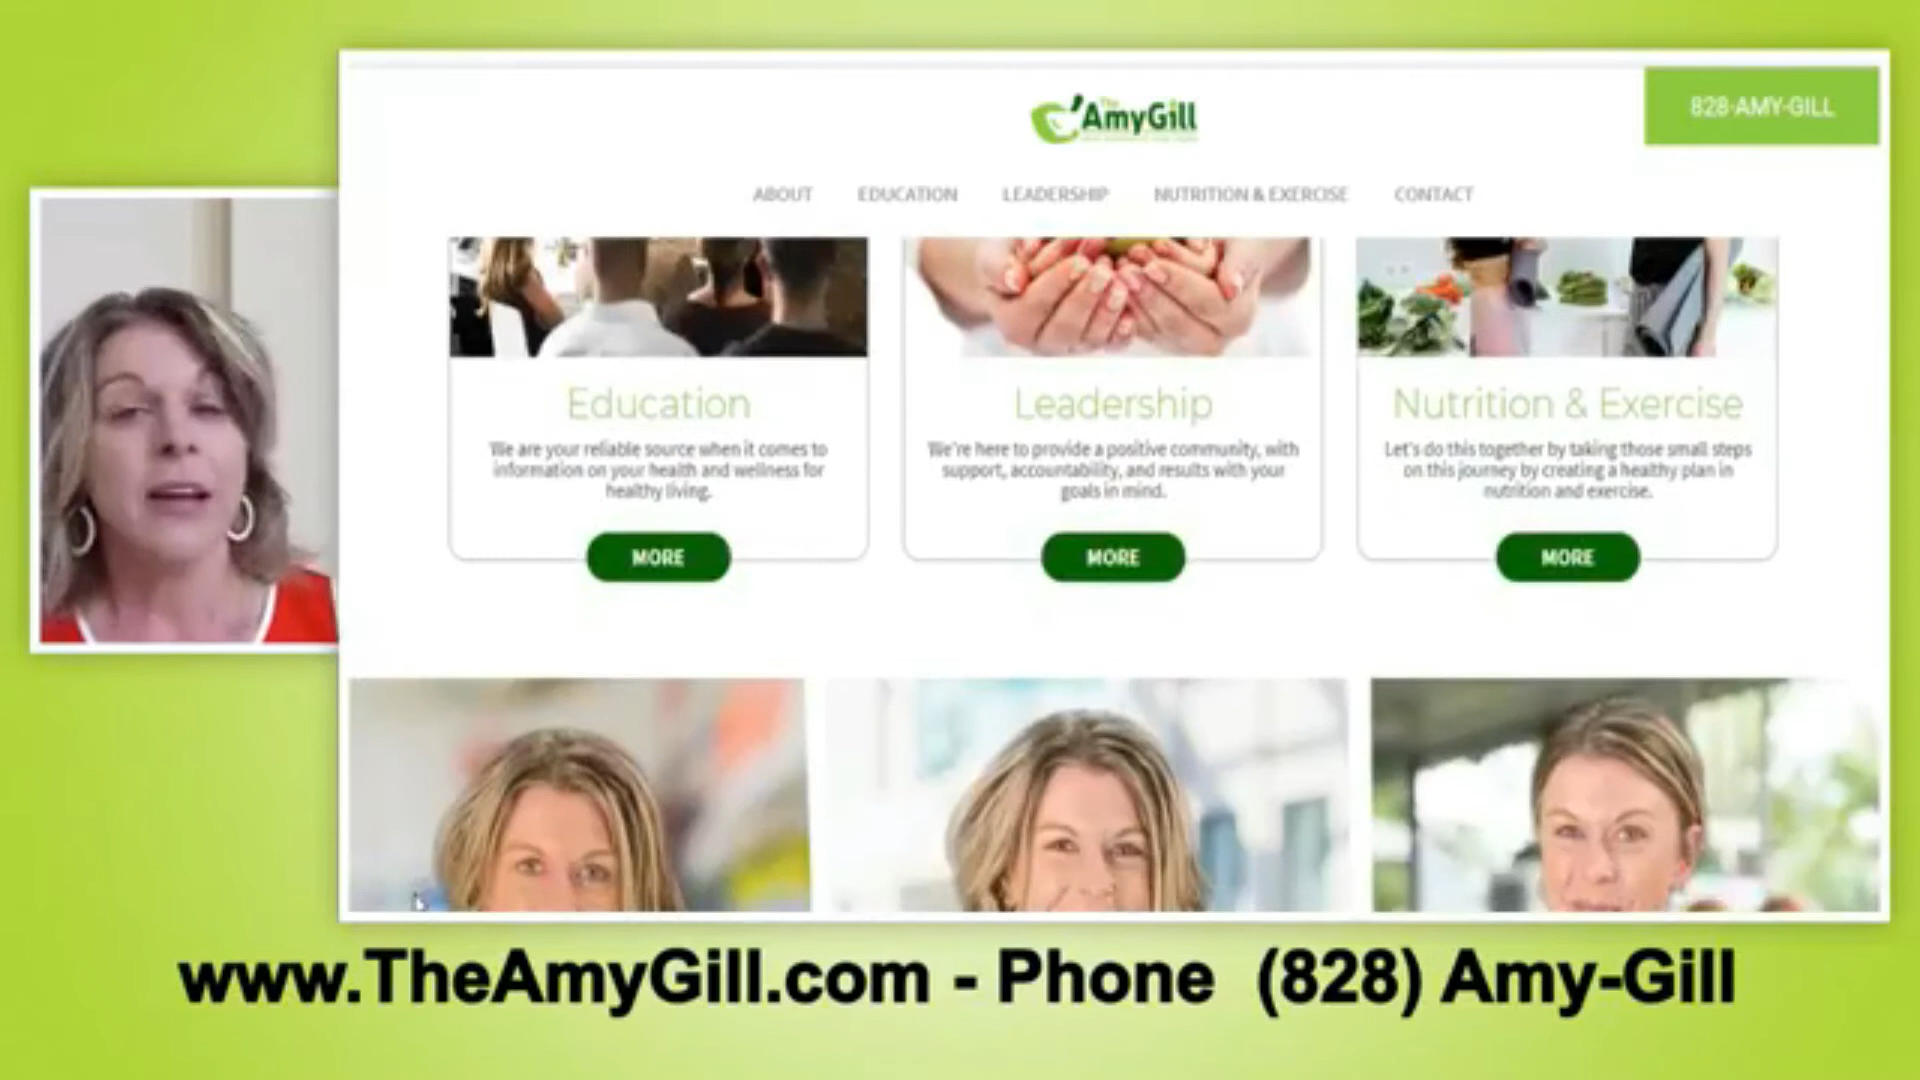 The
AmyGill
828-AMY-GILL
ABOUT EDUCATION LEADERSHIP NUTRITION & EXERCISE CONTACT
Education
We are your reliable source when it comes to
information on your health and wellness for
healthy living.
MORE
Leadership
We're here to provide a positive community, with
support, accountability, and results with your
goals in mind.
MORE
Nutrition & Exercise
Let's do this together by taking those small steps
on this journey by creating a healthy plan in
nutrition and exercise.
MORE
www.TheAmyGill.com - Phone (828) Amy-Gill